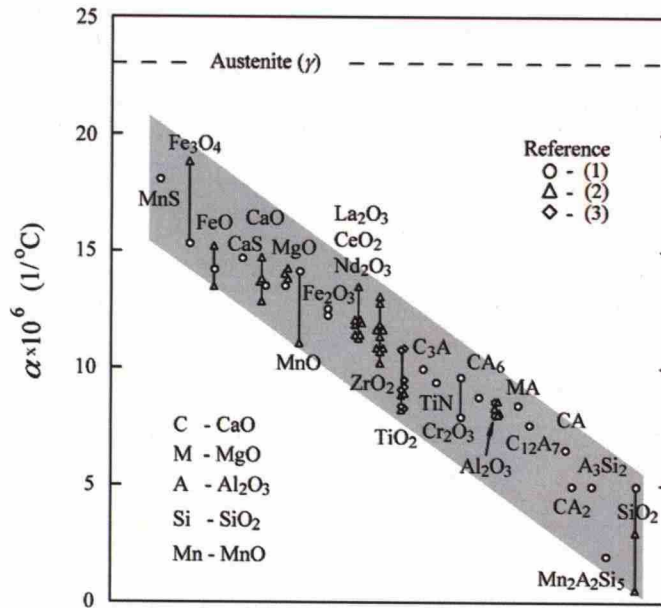 25
Austenite (γ)
20
Fe₃O₄
Reference
○ - (1)
△ - (2)
◇ - (3)
MnS
La₂O₃
CeO₂
Nd₂O₃
FeO
CaO
CaS
MgO
15
Fe₂O₃
α×10⁶ (1/°C)
MnO
C₃A
CA₆
10
ZrO₂
TiN
MA
TiO₂
Cr₂O₃
C₁₂A₇
CA
Al₂O₃
A₃Si₂
C - CaO
M - MgO
A - Al₂O₃
Si - SiO₂
Mn - MnO
CA₂
SiO₂
5
Mn₂A₂Si₅
0